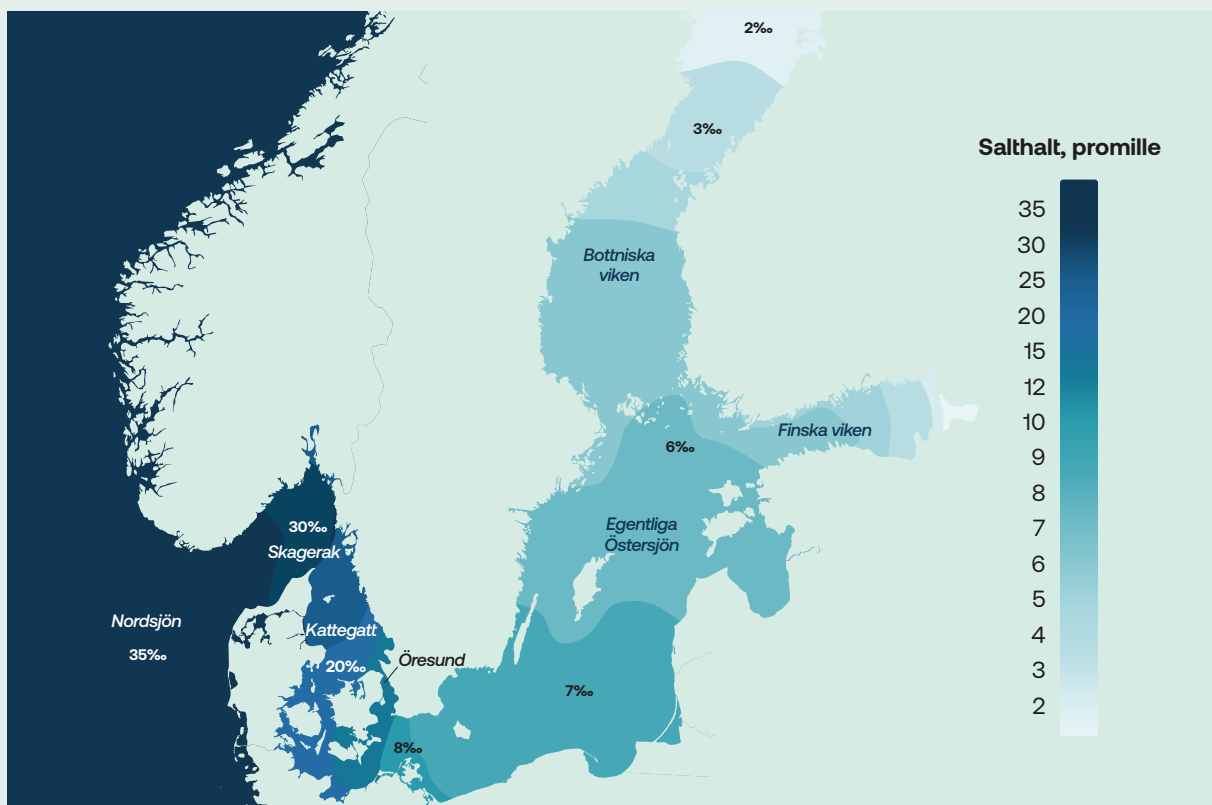 2‰
3‰
Salthalt, promille
35
30
25
20
15
12
10
9
8
7
6
5
4
3
2
Bottniska
viken
Finska viken
6‰
Egentliga
Östersjön
30‰
Skagerak
Nordsjön
35‰
Kattegatt
20‰
Öresund
7‰
8‰